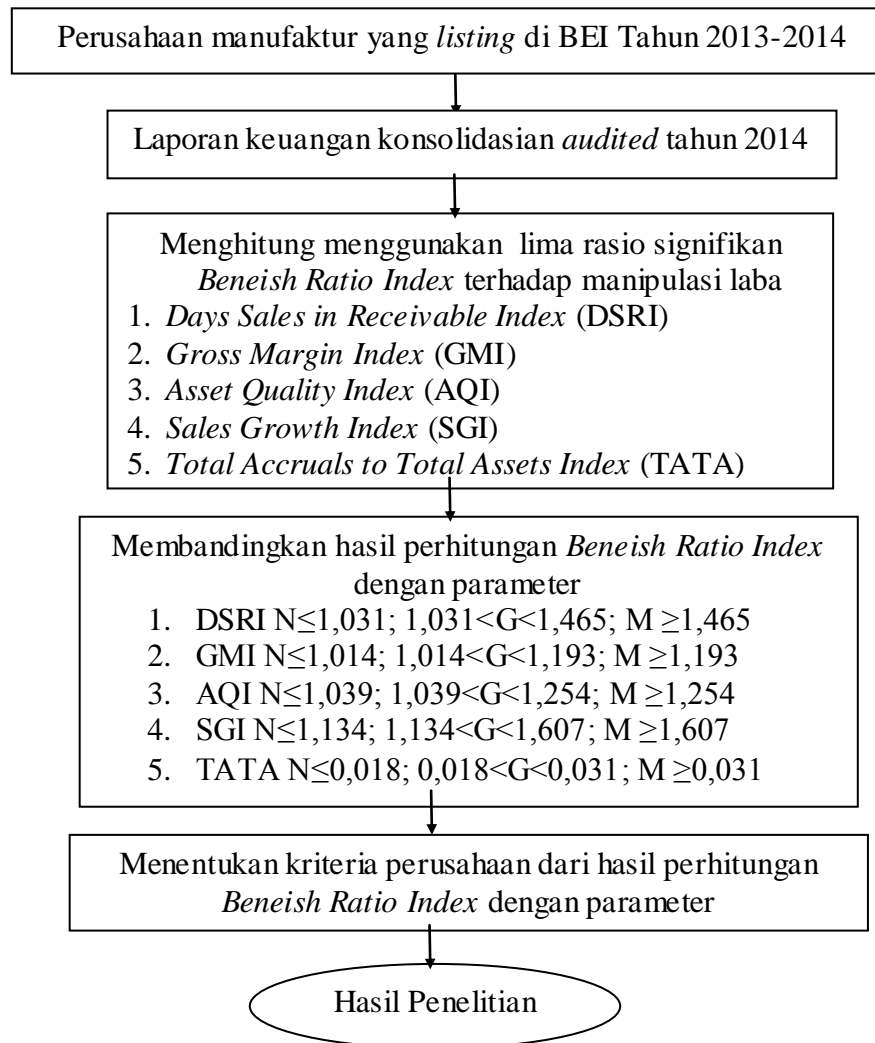 Perusahaan manufaktur yang listing di BEI Tahun 2013-2014
Laporan keuangan konsolidasian audited tahun 2014
Menghitung menggunakan lima rasio signifikan
Beneish Ratio Index terhadap manipulasi laba
1. Days Sales in Receivable Index (DSRI)
2. Gross Margin Index (GMI)
3. Asset Quality Index (AQI)
4. Sales Growth Index (SGI)
5. Total Accruals to Total Assets Index (TATA)
Membandingkan hasil perhitungan Beneish Ratio Index
dengan parameter
1. DSRI N≤1,031; 1,031<G<1,465; M ≥1,465
2. GMI N≤1,014; 1,014<G<1,193; M ≥1,193
3. AQI N≤1,039; 1,039<G<1,254; M ≥1,254
4. SGI N≤1,134; 1,134<G<1,607; M ≥1,607
5. TATA N≤0,018; 0,018<G<0,031; M ≥0,031
Menentukan kriteria perusahaan dari hasil perhitungan
Beneish Ratio Index dengan parameter
Hasil Penelitian